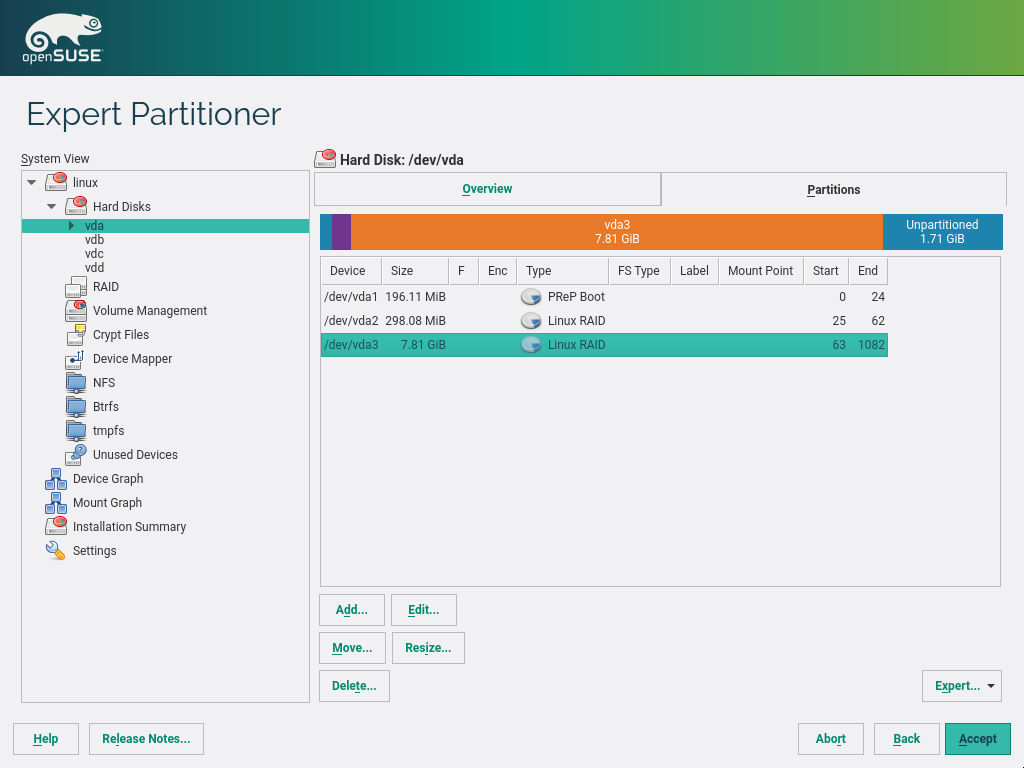 openSUSE
Expert Partitioner
System View
linux
Hard Disks
vda
vdb
vdc
vdd
RAID
Volume Management
Crypt Files
Device Mapper
NFS
Btrfs
tmpfs
Unused Devices
Device Graph
Mount Graph
Installation Summary
Settings
Hard Disk: /dev/vda
Overview Partitions
vda3 Unpartitioned
7.81 GiB 1.71 GiB
Device Size F Enc Type FS Type Label Mount Point Start End
/dev/vda1 196.11 MiB PReP Boot 0 24
/dev/vda2 298.08 MiB Linux RAID 25 62
/dev/vda3 7.81 GiB Linux RAID 63 1082
Add... Edit...
Move... Resize...
Delete... Expert...
Help Release Notes... Abort Back Accept